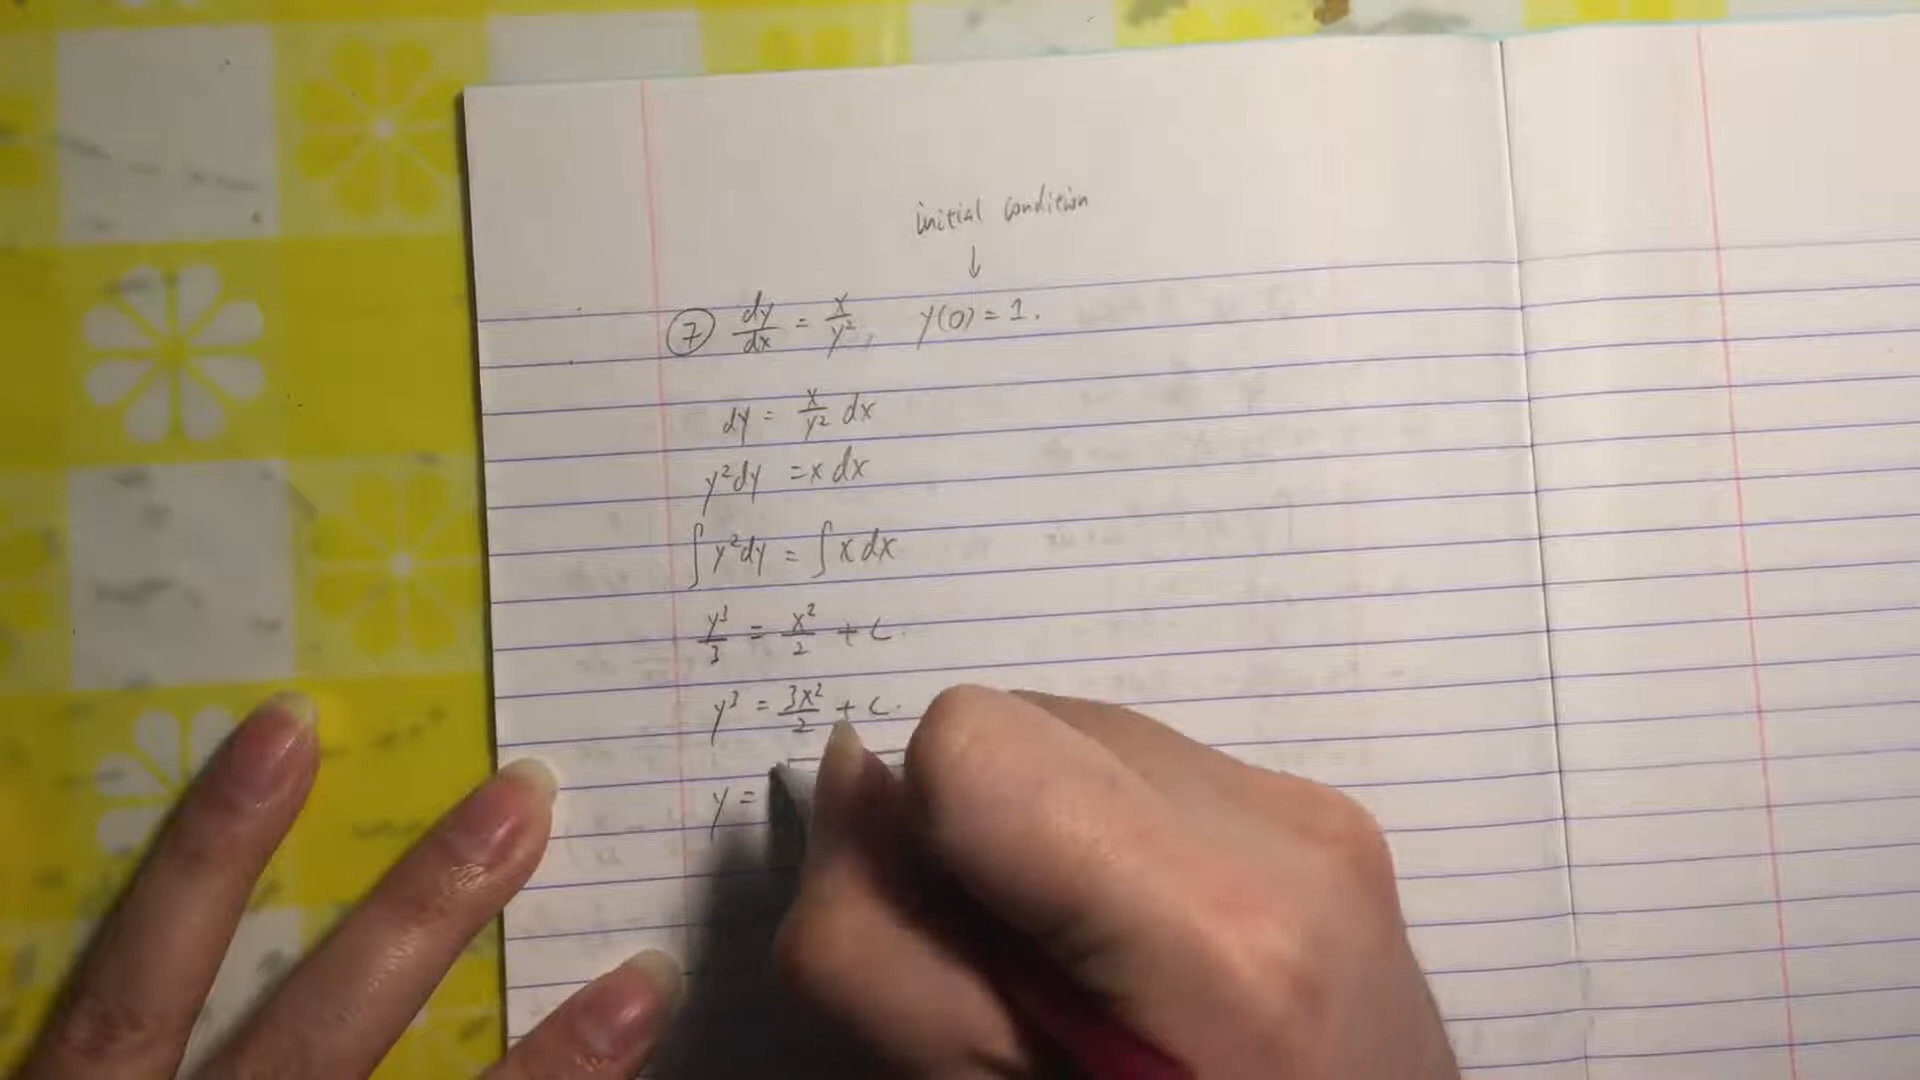 initial condition
↓
⑦ dy/dx = x/y², y(0) = 1.
dy = x/y² dx
y²dy = x dx
∫y²dy = ∫x dx
y³/3 = x²/2 + C.
y³ = 3x²/2 + C.
y =